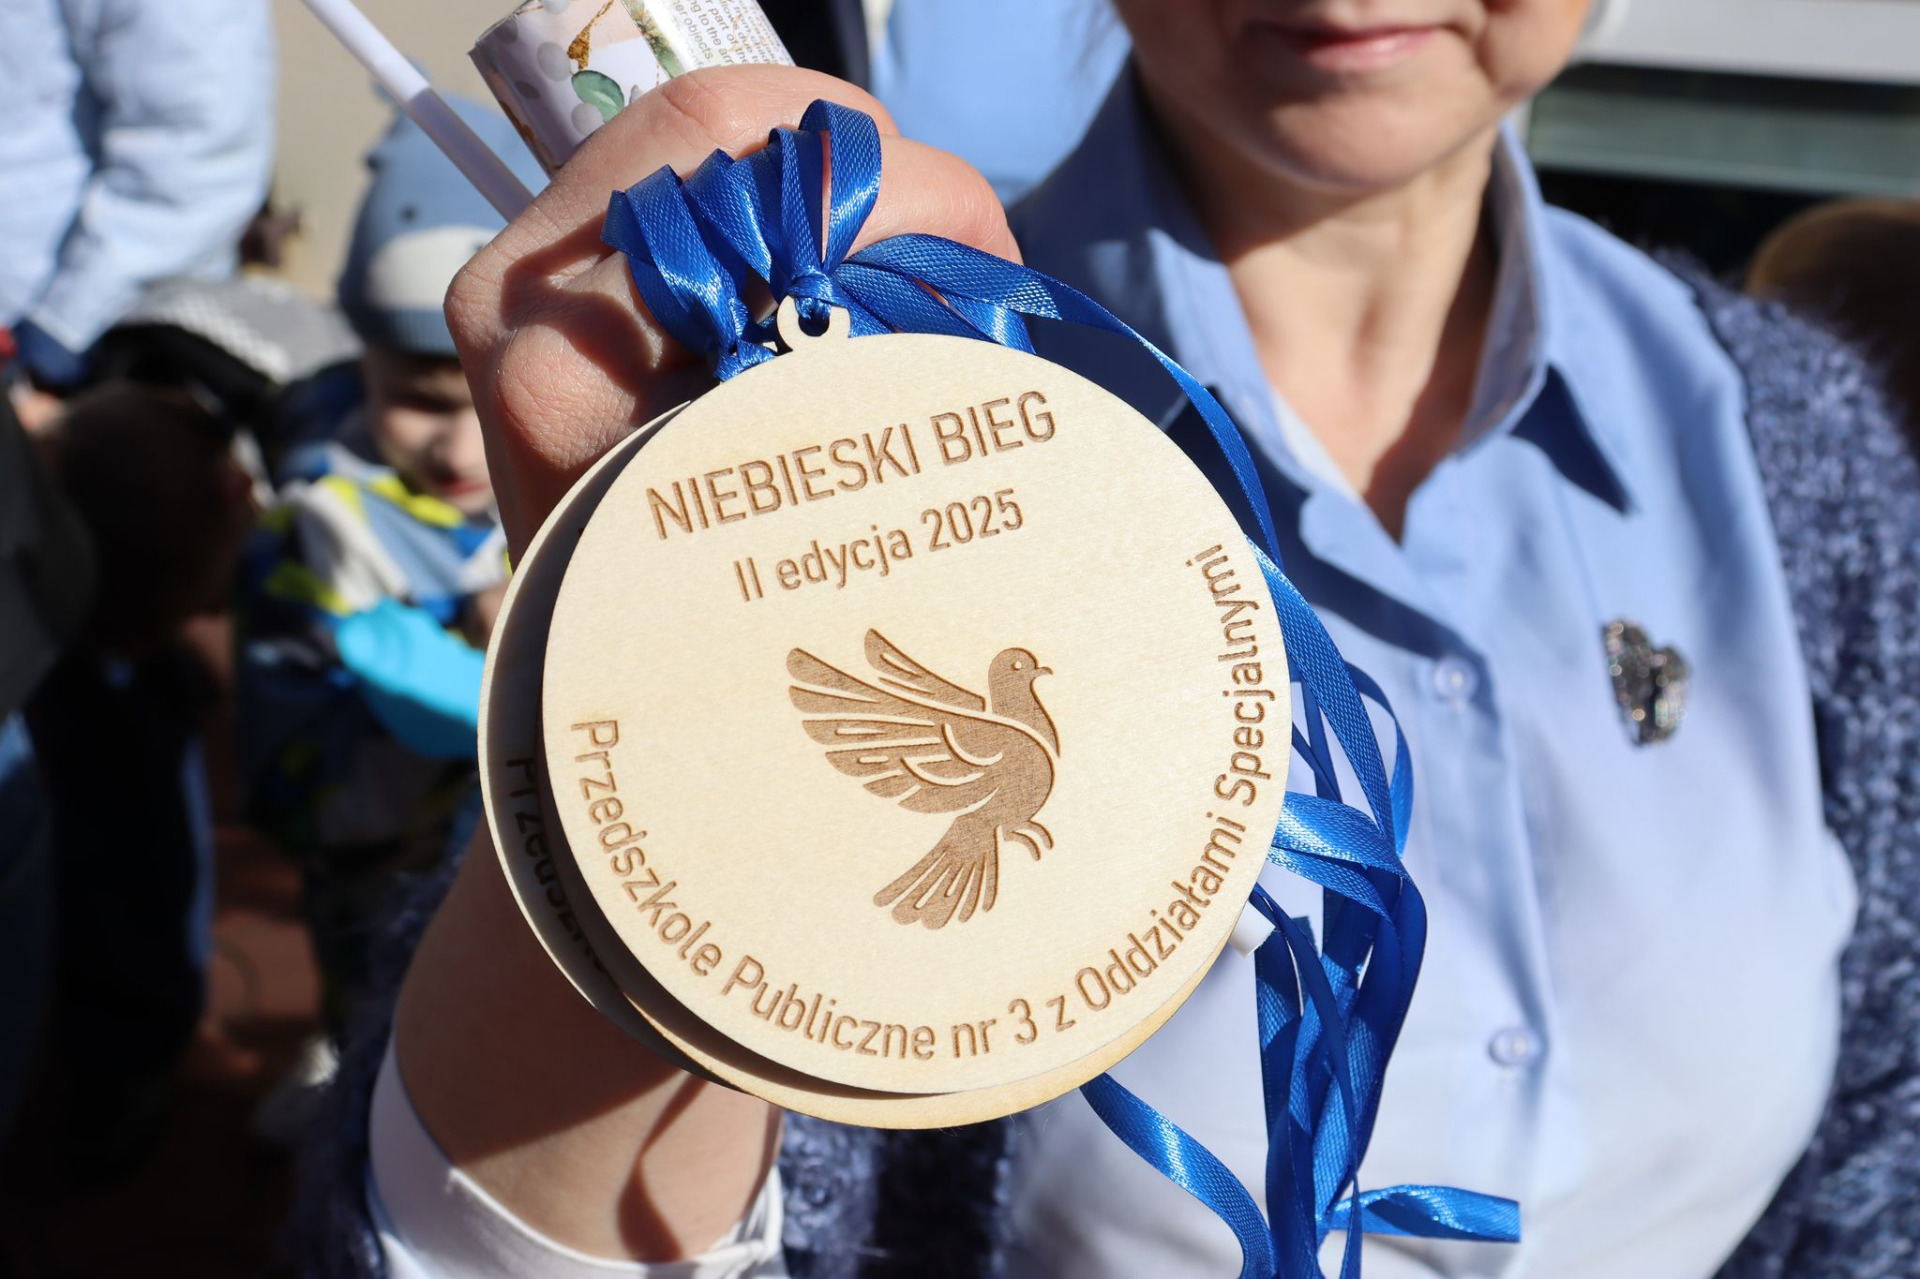 NIEBIESKI BIEG
II edycja 2025
Przedszkole Publiczne nr 3 z Oddziałami Specjalnymi